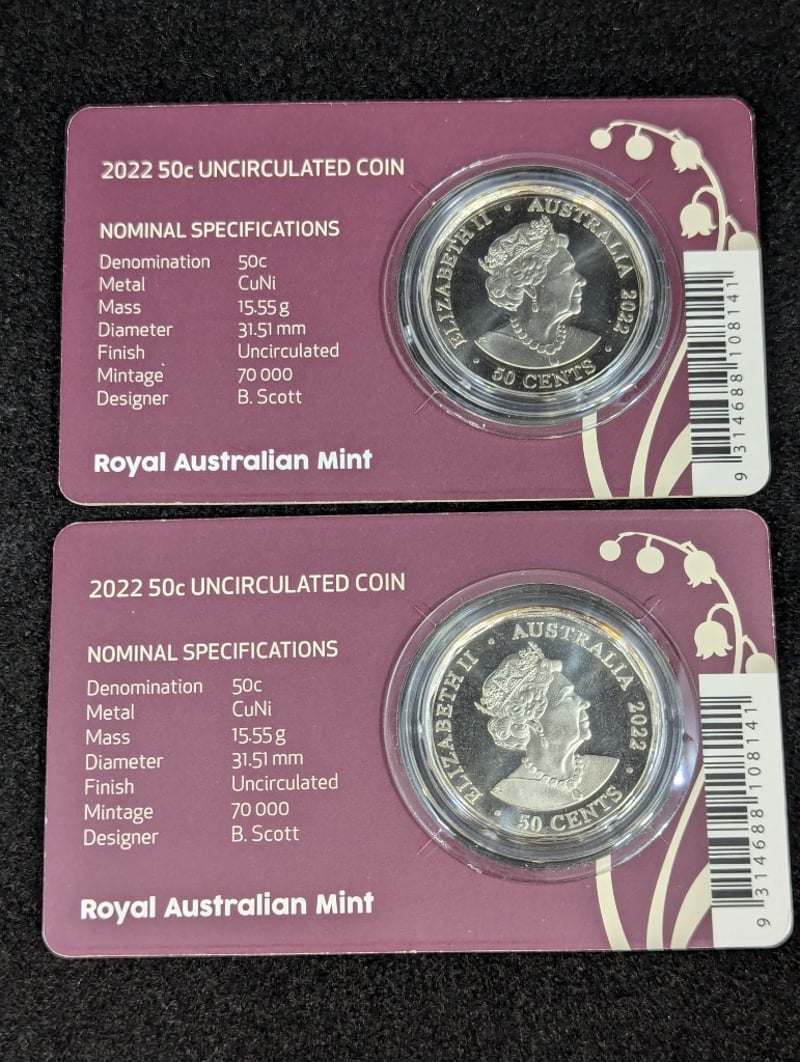 2022 50c UNCIRCULATED COIN
NOMINAL SPECIFICATIONS
Denomination 50c
Metal CuNi
Mass 15.55 g
Diameter 31.51 mm
Finish Uncirculated
Mintage 70 000
Designer B. Scott
Royal Australian Mint
ELIZABETH II · AUSTRALIA 2022 ·
· 50 CENTS
9 314688 108141
2022 50c UNCIRCULATED COIN
NOMINAL SPECIFICATIONS
Denomination 50c
Metal CuNi
Mass 15.55 g
Diameter 31.51 mm
Finish Uncirculated
Mintage 70 000
Designer B. Scott
Royal Australian Mint
ELIZABETH II · AUSTRALIA 2022 ·
· 50 CENTS
9 314688 108141